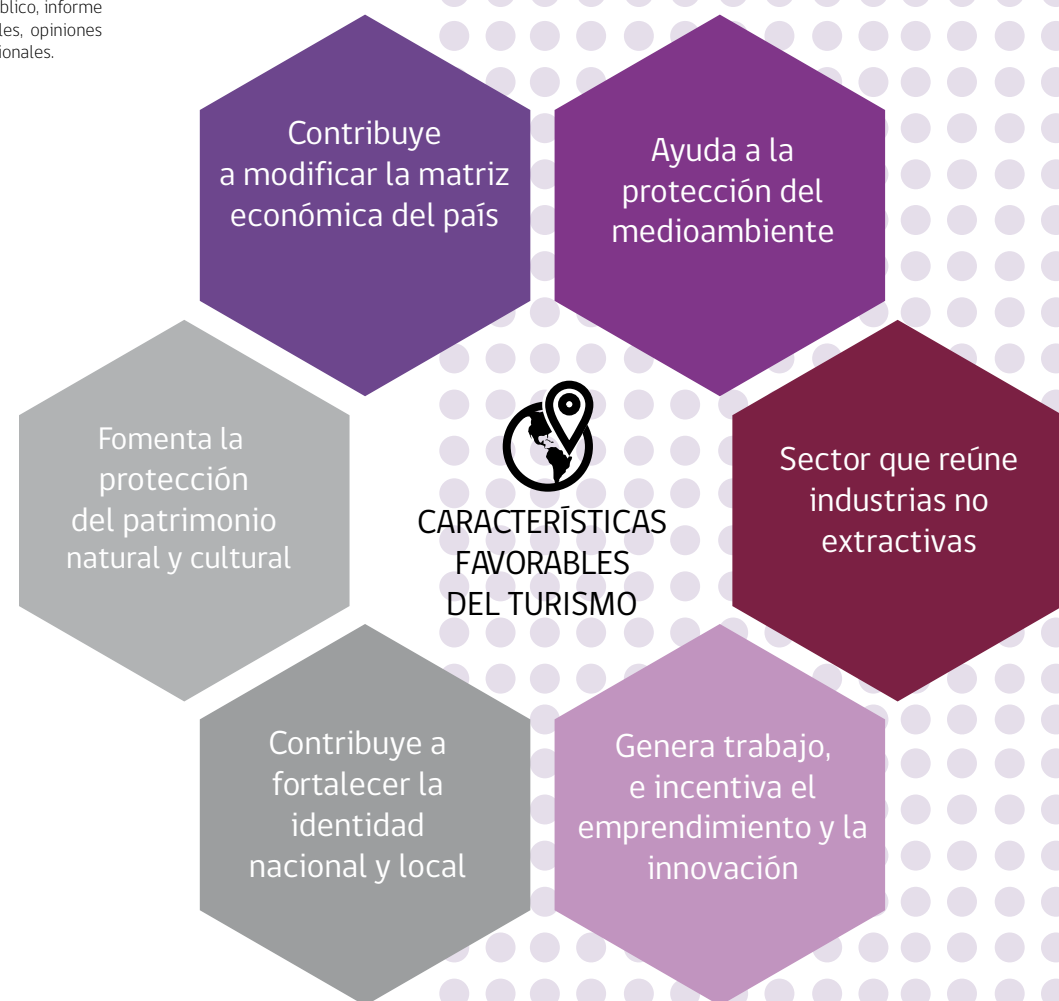 informe
les, opiniones
ionales.
Contribuye
a modificar la matriz
económica del país
Ayuda a la
protección del
medioambiente
Fomenta la
protección
del patrimonio
natural y cultural
CARACTERÍSTICAS
FAVORABLES
DEL TURISMO
Sector que reúne
industrias no
extractivas
Contribuye a
fortalecer la
identidad
nacional y local
Genera trabajo,
e incentiva el
emprendimiento y la
innovación